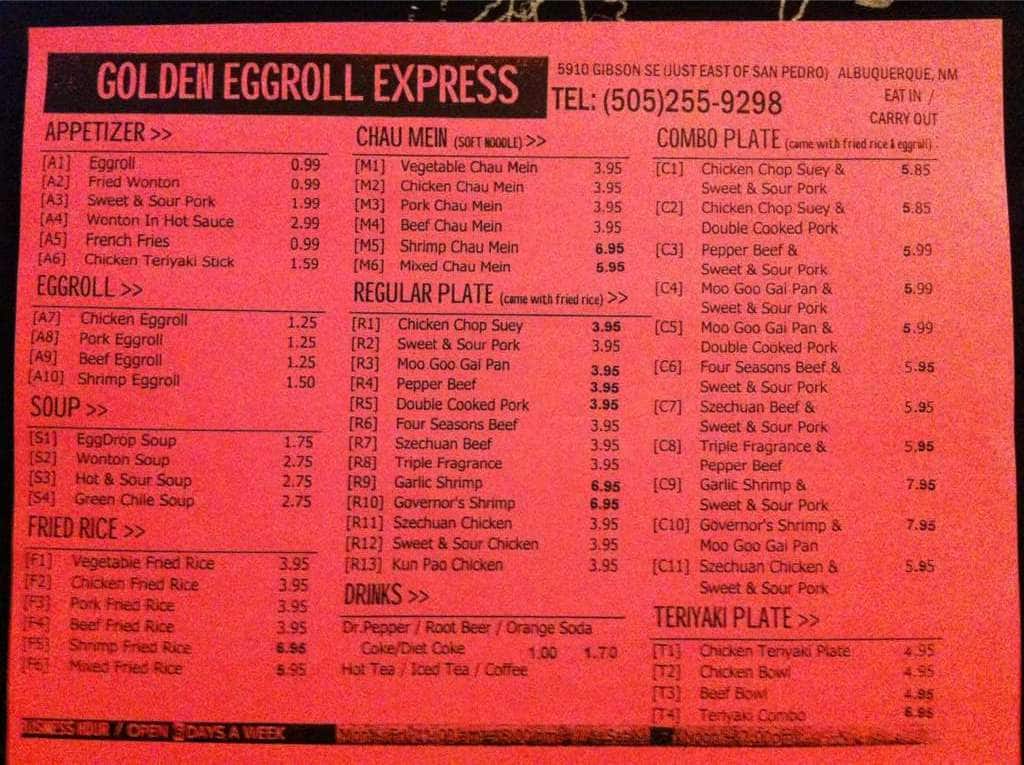 GOLDEN EGGROLL EXPRESS
5910 GIBSON SE (JUST EAST OF SAN PEDRO) ALBUQUERQUE, NM
TEL: (505)255-9298
EAT IN /
CARRY OUT
APPETIZER >>
[A1] Eggroll 0.99
[A2] Fried Wonton 0.99
[A3] Sweet & Sour Pork 1.99
[A4] Wonton In Hot Sauce 2.99
[A5] French Fries 0.99
[A6] Chicken Teriyaki Stick 1.59
EGGROLL >>
[A7] Chicken Eggroll 1.25
[A8] Pork Eggroll 1.25
[A9] Beef Eggroll 1.25
[A10] Shrimp Eggroll 1.50
SOUP >>
[S1] EggDrop Soup 1.75
[S2] Wonton Soup 2.75
[S3] Hot & Sour Soup 2.75
[S4] Green Chile Soup 2.75
FRIED RICE >>
[F1] Vegetable Fried Rice 3.95
[F2] Chicken Fried Rice 3.95
[F3] Pork Fried Rice 3.95
[F4] Beef Fried Rice 3.95
[F5] Shrimp Fried Rice 6.95
[F6] Mixed Fried Rice 5.95
CHAU MEIN (SOFT NOODLE) >>
[M1] Vegetable Chau Mein 3.95
[M2] Chicken Chau Mein 3.95
[M3] Pork Chau Mein 3.95
[M4] Beef Chau Mein 3.95
[M5] Shrimp Chau Mein 6.95
[M6] Mixed Chau Mein 5.95
REGULAR PLATE (came with fried rice) >>
[R1] Chicken Chop Suey 3.95
[R2] Sweet & Sour Pork 3.95
[R3] Moo Goo Gai Pan 3.95
[R4] Pepper Beef 3.95
[R5] Double Cooked Pork 3.95
[R6] Four Seasons Beef 3.95
[R7] Szechuan Beef 3.95
[R8] Triple Fragrance 3.95
[R9] Garlic Shrimp 6.95
[R10] Governor's Shrimp 6.95
[R11] Szechuan Chicken 3.95
[R12] Sweet & Sour Chicken 3.95
[R13] Kun Pao Chicken 3.95
DRINKS >>
Dr.Pepper / Root Beer / Orange Soda
Coke/Diet Coke 1.00 1.70
Hot Tea / Iced Tea / Coffee
COMBO PLATE (came with fried rice & eggroll) :
[C1] Chicken Chop Suey & 5.85
Sweet & Sour Pork
[C2] Chicken Chop Suey & 5.85
Double Cooked Pork
[C3] Pepper Beef & 5.99
Sweet & Sour Pork
[C4] Moo Goo Gai Pan & 5.99
Sweet & Sour Pork
[C5] Moo Goo Gai Pan & 5.99
Double Cooked Pork
[C6] Four Seasons Beef & 5.95
Sweet & Sour Pork
[C7] Szechuan Beef & 5.95
Sweet & Sour Pork
[C8] Triple Fragrance & 5.95
Pepper Beef
[C9] Garlic Shrimp & 7.95
Sweet & Sour Pork
[C10] Governor's Shrimp & 7.95
Moo Goo Gai Pan
[C11] Szechuan Chicken & 5.95
Sweet & Sour Pork
TERIYAKI PLATE >>
[T1] Chicken Teriyaki Plate 4.95
[T2] Chicken Bowl 4.95
[T3] Beef Bowl 4.95
[T4] Teriyaki Combo 6.95
BUSINESS HOUR / OPEN DAYS A WEEK